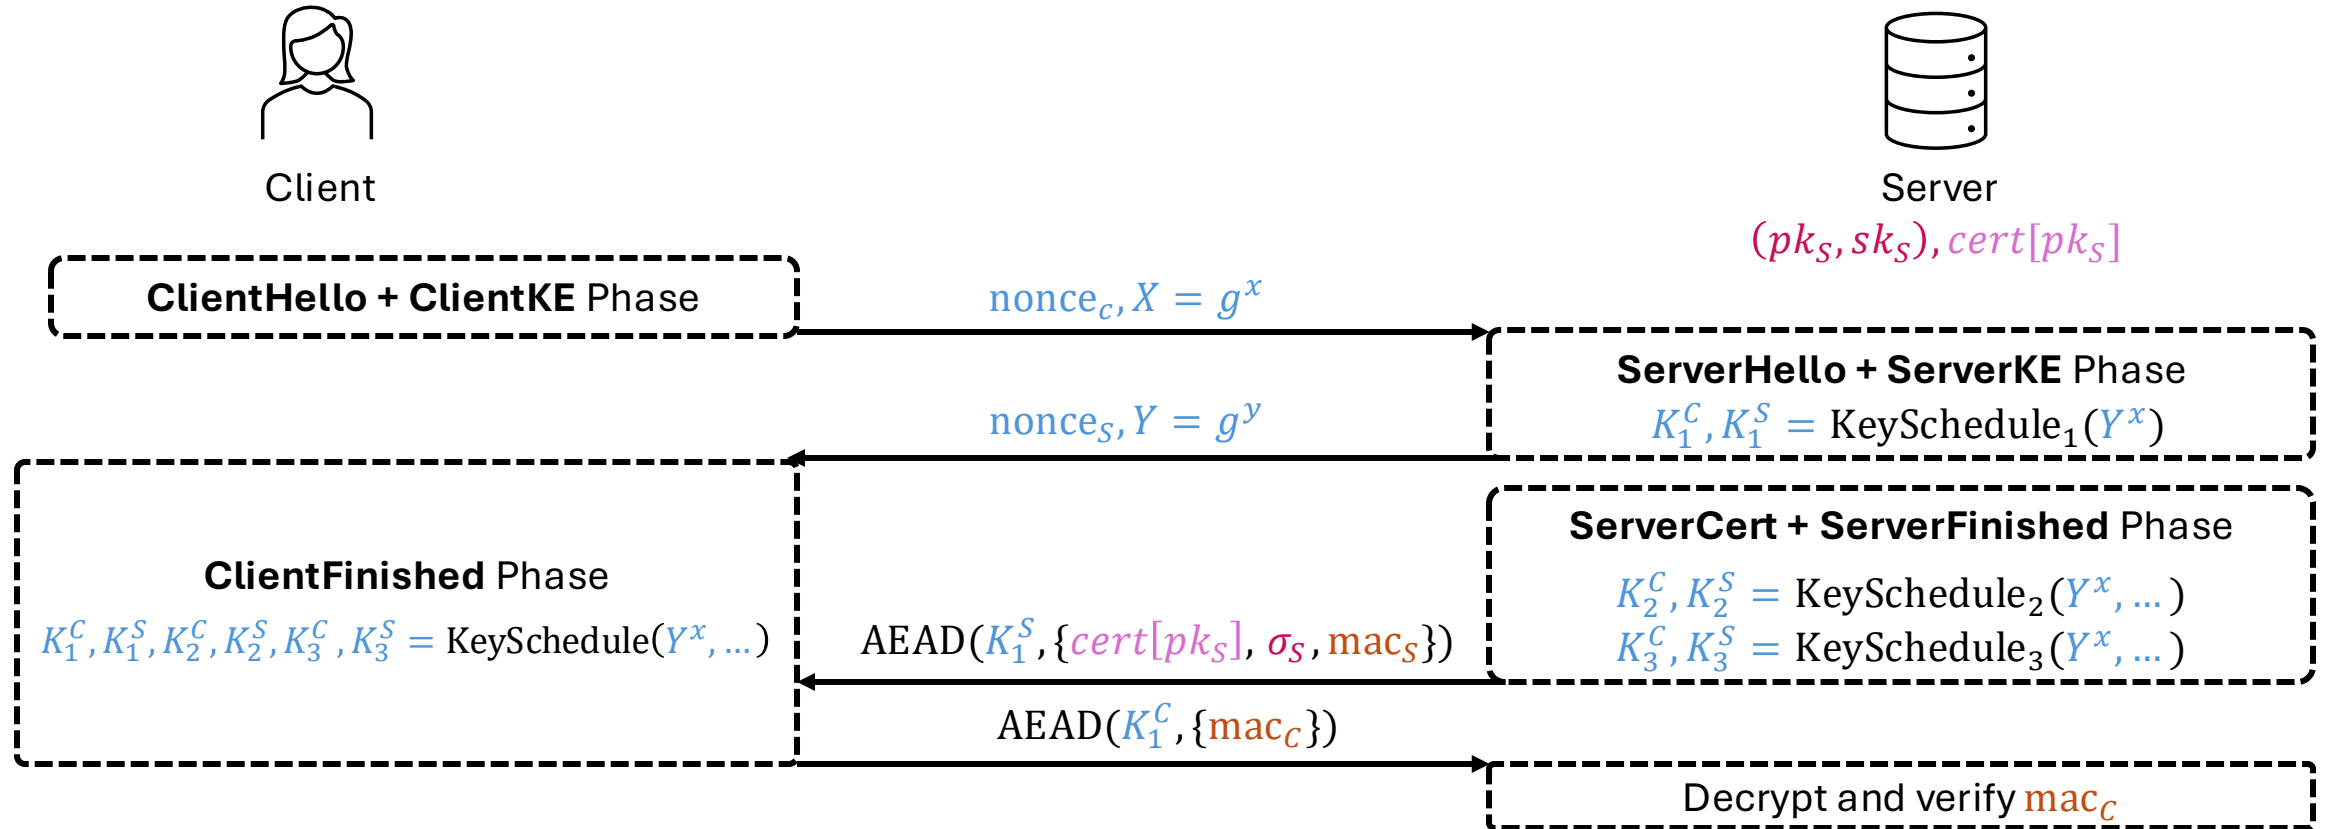 Client
Server
(pk_S, sk_S), cert[pk_S]
ClientHello + ClientKE Phase
nonce_c, X = g^x
ServerHello + ServerKE Phase
K_1^C, K_1^S = KeySchedule_1(Y^x)
nonce_S, Y = g^y
ServerCert + ServerFinished Phase
K_2^C, K_2^S = KeySchedule_2(Y^x, …)
K_3^C, K_3^S = KeySchedule_3(Y^x, …)
ClientFinished Phase
K_1^C, K_1^S, K_2^C, K_2^S, K_3^C, K_3^S = KeySchedule(Y^x, …)
AEAD(K_1^S, {cert[pk_S], σ_S, mac_S})
AEAD(K_1^C, {mac_C})
Decrypt and verify mac_C